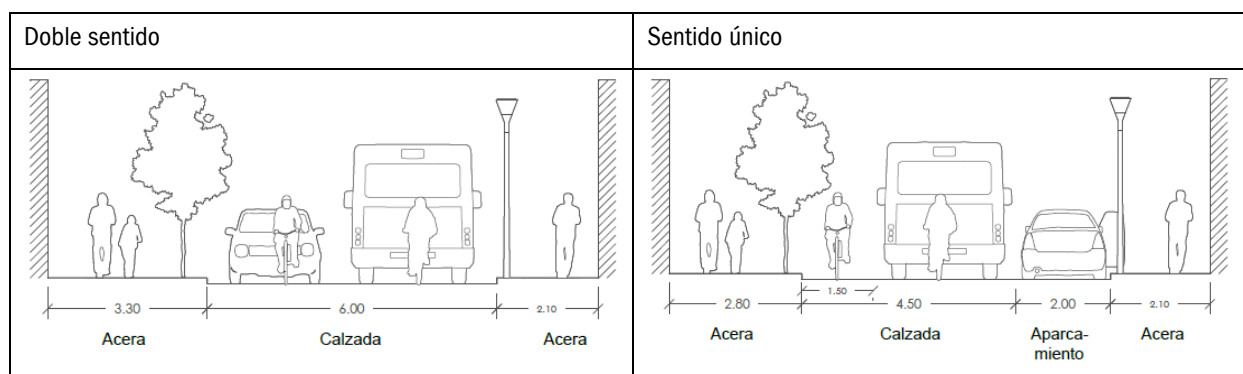 Doble sentido
Sentido único
3.30
6.00
2.10
Acera
Calzada
Acera
1.50
2.80
4.50
2.00
2.10
Acera
Calzada
Aparca-
miento
Acera